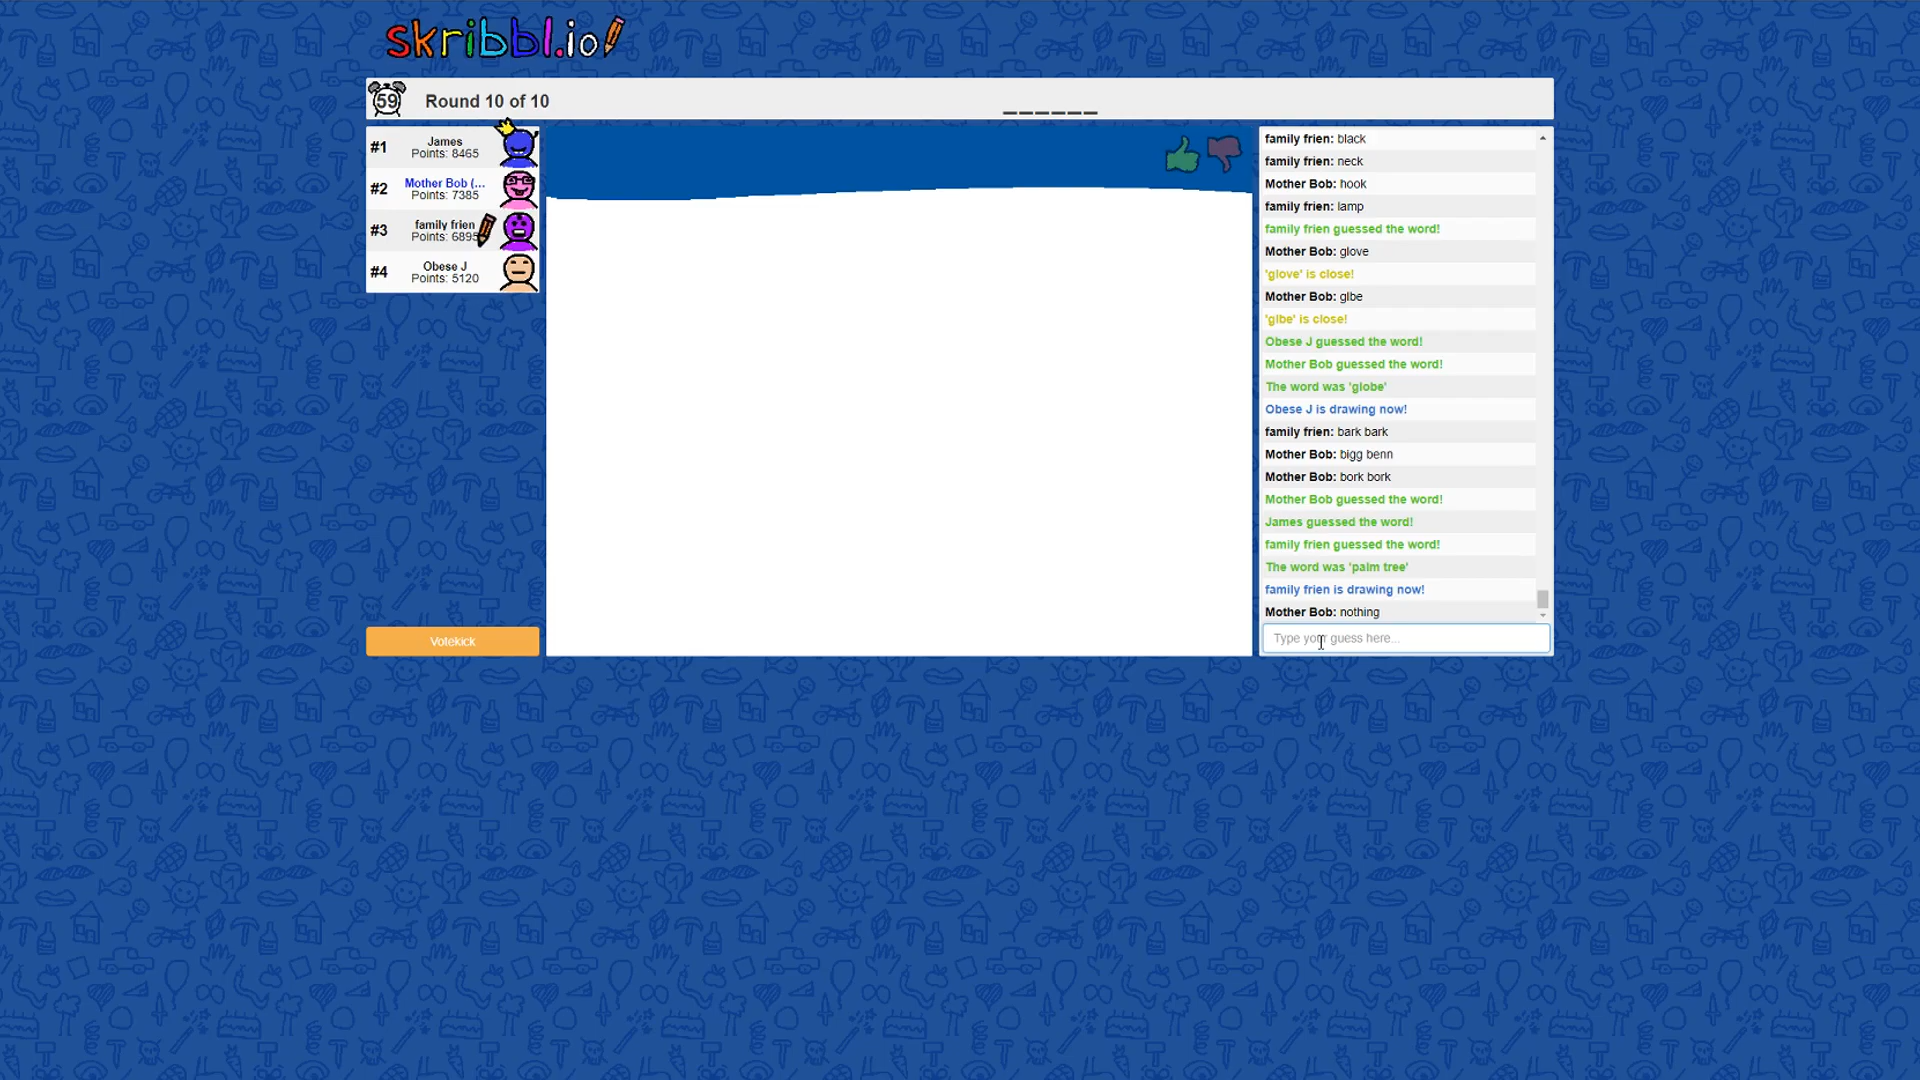 skribbl.io
59
Round 10 of 10
______
#1
James
Points: 8465
#2
Mother Bob (...
Points: 7385
#3
family frien
Points: 6895
#4
Obese J
Points: 5120
Votekick
family frien: black
family frien: neck
Mother Bob: hook
family frien: lamp
family frien guessed the word!
Mother Bob: glove
'glove' is close!
Mother Bob: glbe
'glbe' is close!
Obese J guessed the word!
Mother Bob guessed the word!
The word was 'globe'
Obese J is drawing now!
family frien: bark bark
Mother Bob: bigg benn
Mother Bob: bork bork
Mother Bob guessed the word!
James guessed the word!
family frien guessed the word!
The word was 'palm tree'
family frien is drawing now!
Mother Bob: nothing
Type your guess here...